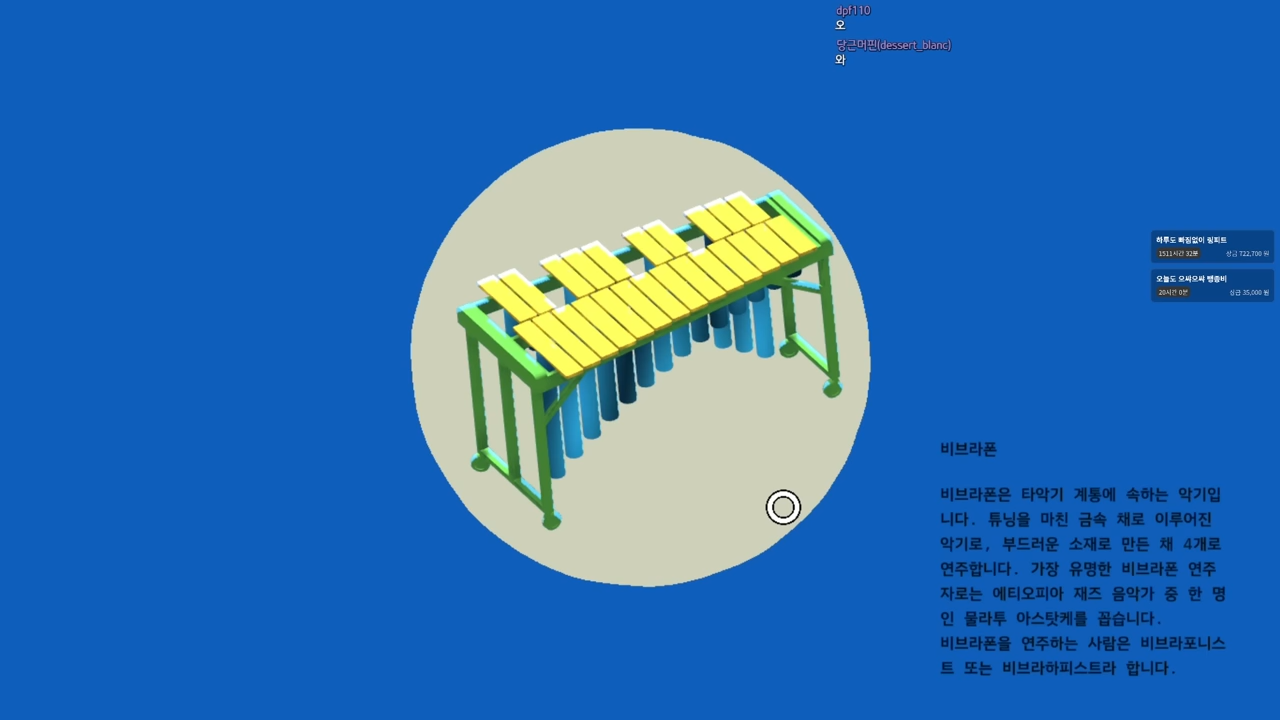 dpf110
오
당근머핀(dessert_blanc)
와
하루도 빠짐없이 링피트
1511시간 32분 상금 722,700 원
오늘도 으싸으싸 뱅종비
20시간 0분 상금 35,000 원
비브라폰
비브라폰은 타악기 계통에 속하는 악기입
니다. 튜닝을 마친 금속 채로 이루어진
악기로, 부드러운 소재로 만든 채 4개로
연주합니다. 가장 유명한 비브라폰 연주
자로는 에티오피아 재즈 음악가 중 한 명
인 물라투 아스탓케를 꼽습니다.
비브라폰을 연주하는 사람은 비브라포니스
트 또는 비브라하피스트라 합니다.